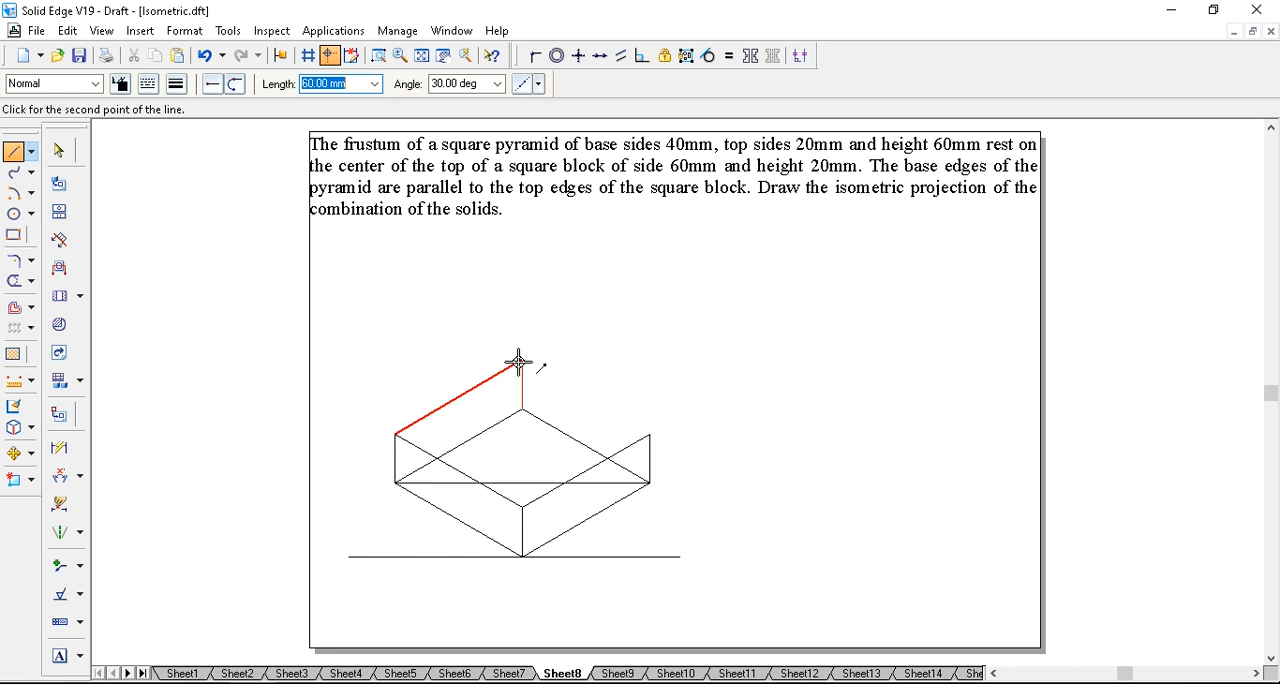 Solid Edge V19 - Draft - [Isometric.dft]
File Edit View Insert Format Tools Inspect Applications Manage Window Help
Normal Length: 60.00 mm Angle: 30.00 deg
Click for the second point of the line.
The frustum of a square pyramid of base sides 40mm, top sides 20mm and height 60mm rest on
the center of the top of a square block of side 60mm and height 20mm. The base edges of the
pyramid are parallel to the top edges of the square block. Draw the isometric projection of the
combination of the solids.
A
Sheet1 Sheet2 Sheet3 Sheet4 Sheet5 Sheet6 Sheet7 Sheet8 Sheet9 Sheet10 Sheet11 Sheet12 Sheet13 Sheet14 She